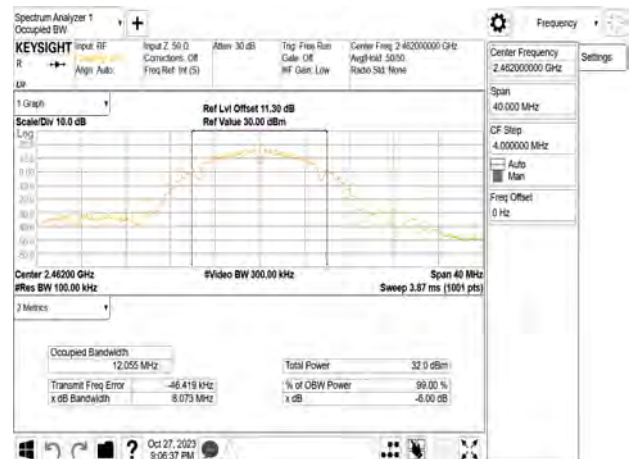 Spectrum Analyzer 1
Occupied BW
Frequency
KEYSIGHT
Input: RF
Input Z: 50 Ω
Atten: 30 dB
Trig: Free Run
Center Freq: 2.462000000 GHz
Corrections: Off
Gate: Off
Avg|Hold: 50/50
R
Align: Auto
Freq Ref: Int (S)
#IF Gain: Low
Radio Std: None
Center Frequency
2.462000000 GHz
Settings
Span
40.000 MHz
CF Step
4.000000 MHz
Auto
Man
Freq Offset
0 Hz
1 Graph
Ref Lvl Offset 11.30 dB
Scale/Div 10.0 dB
Ref Value 30.00 dBm
Log
Center 2.46200 GHz
#Video BW 300.00 kHz
Span 40 MHz
#Res BW 100.00 kHz
Sweep 3.87 ms (1001 pts)
2 Metrics
Occupied Bandwidth
12.055 MHz
Total Power
32.0 dBm
Transmit Freq Error
-46.419 kHz
% of OBW Power
99.00 %
x dB Bandwidth
8.073 MHz
x dB
-6.00 dB
?
Oct 27, 2023
9:06:37 PM